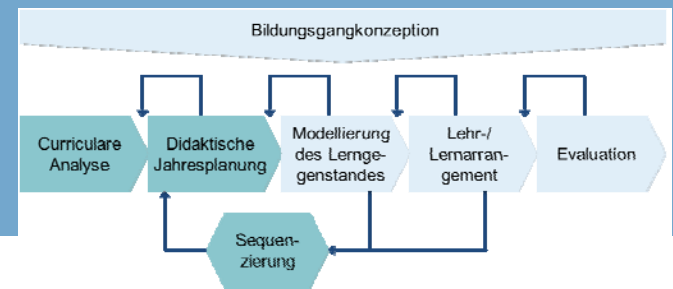 Bildungsgangkonzeption
Curriculare
Analyse
Didaktische
Jahresplanung
Modellierung
des Lernge-
genstandes
Lehr-/
Lernarran-
gement
Evaluation
Sequen-
zierung